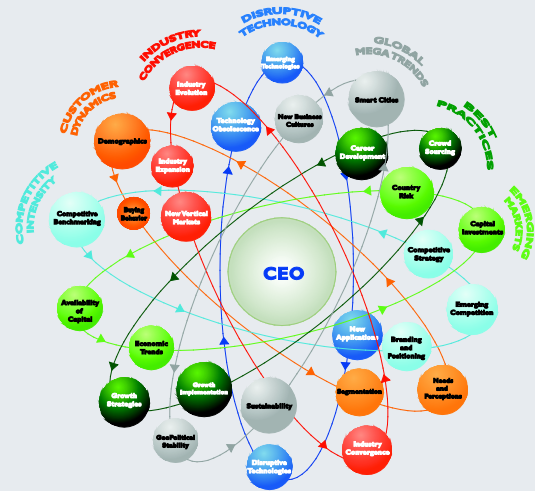 DISRUPTIVE
TECHNOLOGY
INDUSTRY
CONVERGENCE
GLOBAL
MEGA TRENDS
CUSTOMER
DYNAMICS
BEST
PRACTICES
COMPETITIVE
INTENSITY
EMERGING
MARKETS
Emerging
Technologies
Industry
Evolution
Smart Cities
New Business
Cultures
Technology
Obsolescence
Demographics
Career
Development
Crowd
Sourcing
Industry
Expansion
Country
Risk
Competitive
Benchmarking
Buying
Behavior
New Vertical
Markets
Capital
Investments
Competitive
Strategy
CEO
Availability
of
Capital
Emerging
Competition
Economic
Trends
New
Applications
Branding
and
Positioning
Growth
Strategies
Growth
Implementation
Sustainability
Segmentation
Needs
and
Perceptions
GeoPolitical
Stability
Industry
Convergence
Disruptive
Technologies